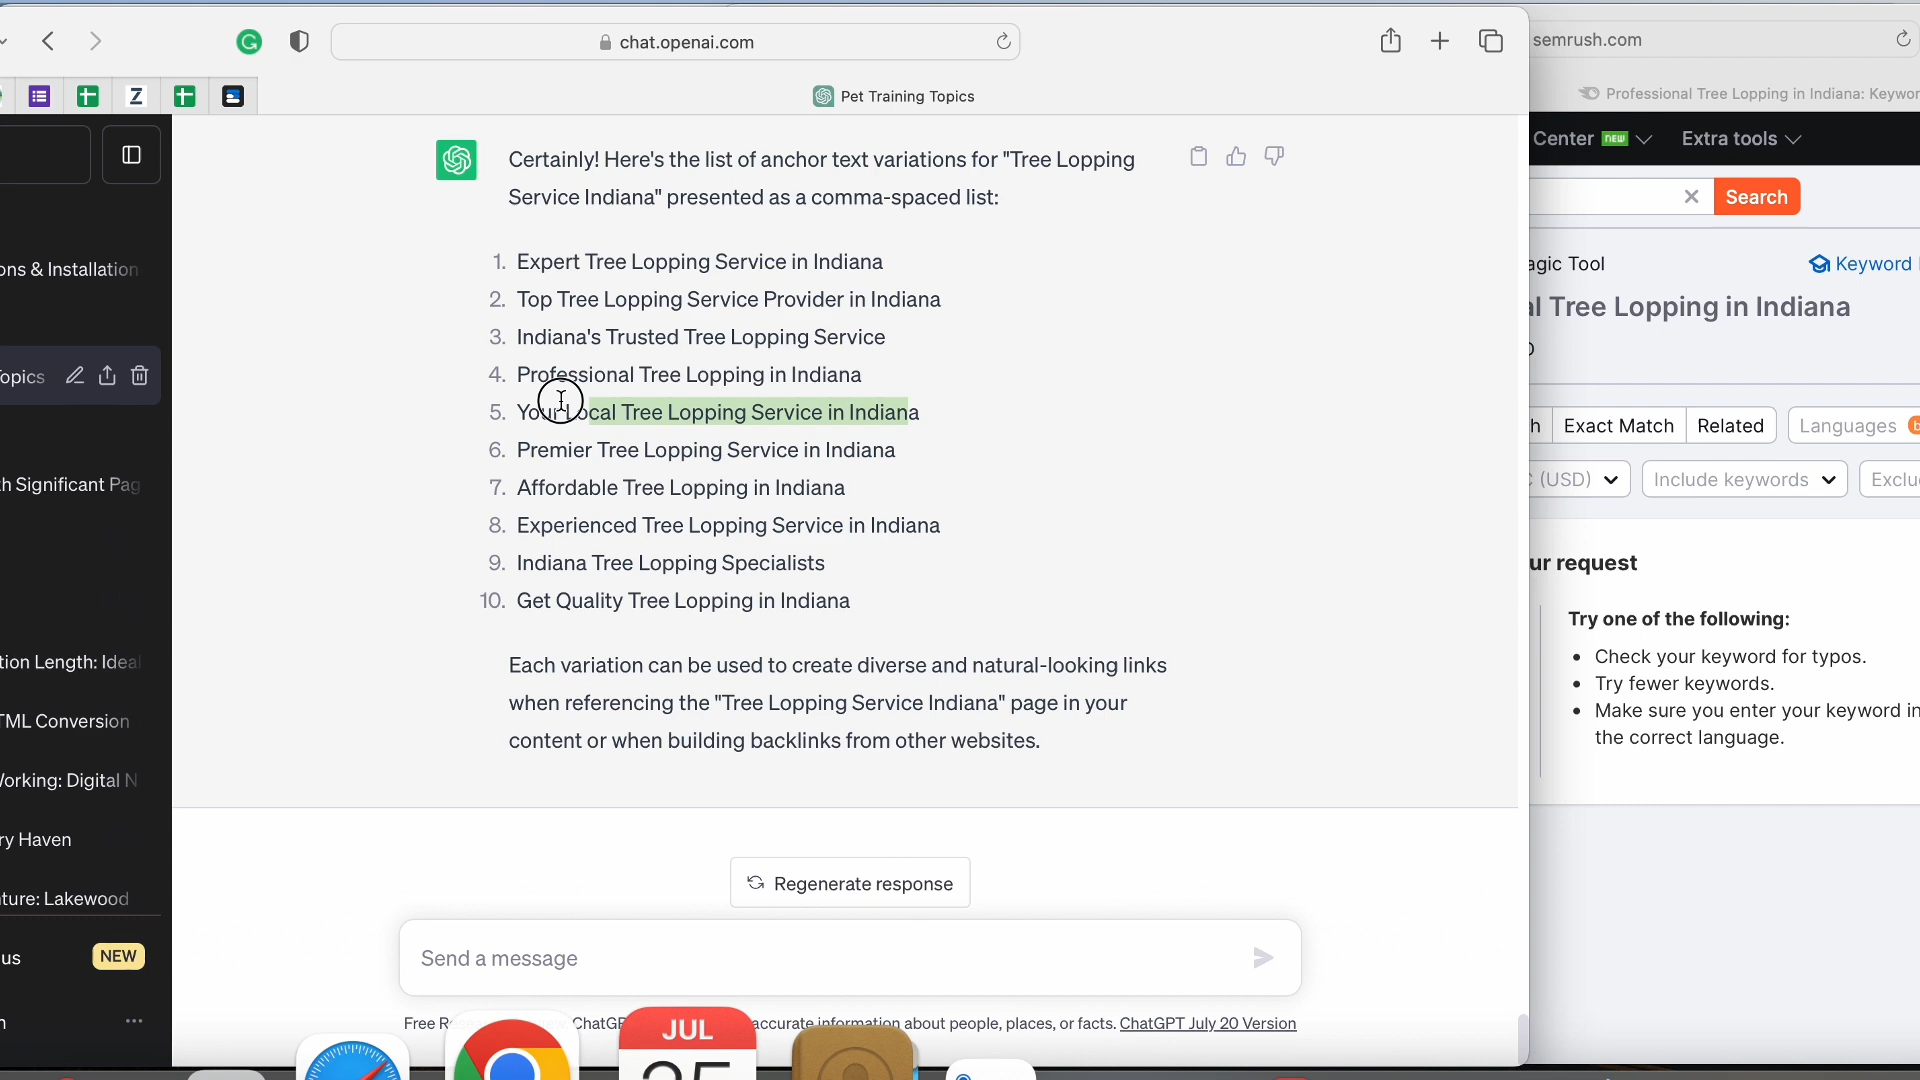 chat.openai.com
semrush.com
Pet Training Topics
Professional Tree Lopping in Indiana:
Center NEW
Extra tools
Certainly! Here's the list of anchor text variations for "Tree Lopping
Service Indiana" presented as a comma-spaced list:
1. Expert Tree Lopping Service in Indiana
2. Top Tree Lopping Service Provider in Indiana
3. Indiana's Trusted Tree Lopping Service
4. Professional Tree Lopping in Indiana
5. Your Local Tree Lopping Service in Indiana
6. Premier Tree Lopping Service in Indiana
7. Affordable Tree Lopping in Indiana
8. Experienced Tree Lopping Service in Indiana
9. Indiana Tree Lopping Specialists
10. Get Quality Tree Lopping in Indiana
Each variation can be used to create diverse and natural-looking links
when referencing the "Tree Lopping Service Indiana" page in your
content or when building backlinks from other websites.
Regenerate response
Send a message
Free accurate information about people, places, or facts. ChatGPT July 20 Version
ons & Installation
opics
h Significant Pag
tion Length: Ideal
TML Conversion
orking: Digital N
ry Haven
ture: Lakewood
us NEW
JUL
25
Search
agic Tool
Keyword
l Tree Lopping in Indiana
h Exact Match Related Languages
(USD) Include keywords Exclu
ur request
Try one of the following:
• Check your keyword for typos.
• Try fewer keywords.
• Make sure you enter your keyword in
the correct language.